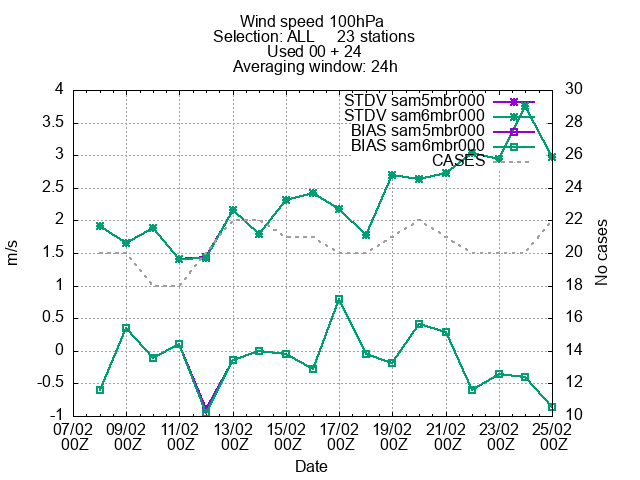 Wind speed 100hPa
Selection: ALL 23 stations
Used 00 + 24
Averaging window: 24h
4
3.5
3
2.5
2
1.5
1
0.5
0
-0.5
-1
30
28
26
24
22
20
18
16
14
12
10
m/s
No cases
STDV sam5mbr000
STDV sam6mbr000
BIAS sam5mbr000
BIAS sam6mbr000
CASES
07/02 09/02 11/02 13/02 15/02 17/02 19/02 21/02 23/02 25/02
00Z 00Z 00Z 00Z 00Z 00Z 00Z 00Z 00Z 00Z
Date